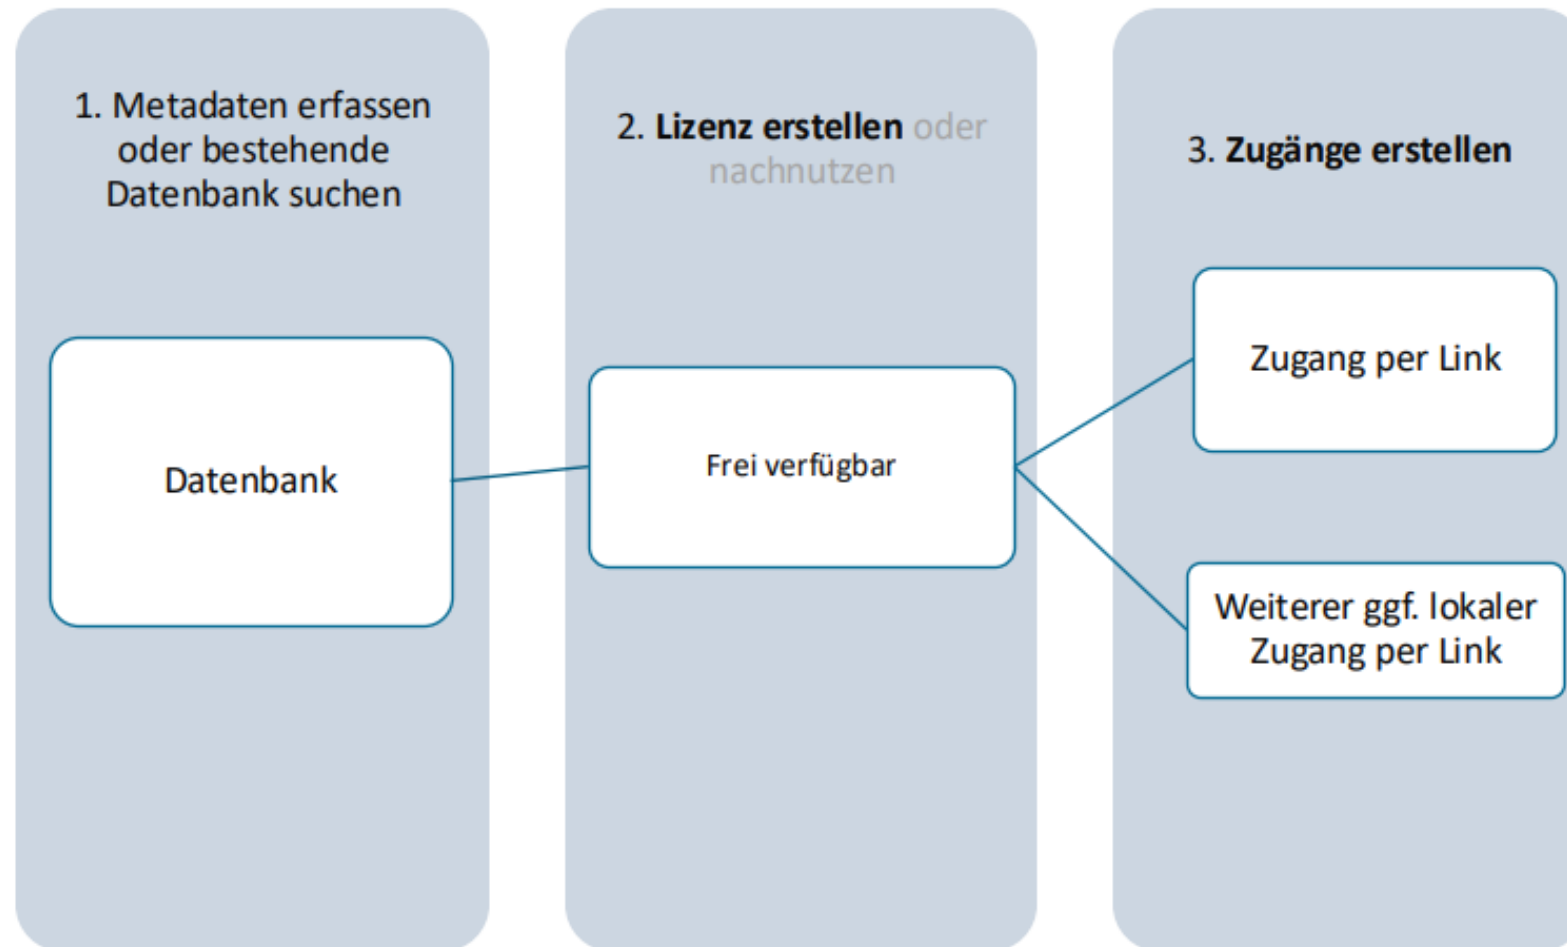 1. Metadaten erfassen
oder bestehende
Datenbank suchen
Datenbank
2. Lizenz erstellen oder
nachnutzen
Frei verfügbar
3. Zugänge erstellen
Zugang per Link
Weiterer ggf. lokaler
Zugang per Link